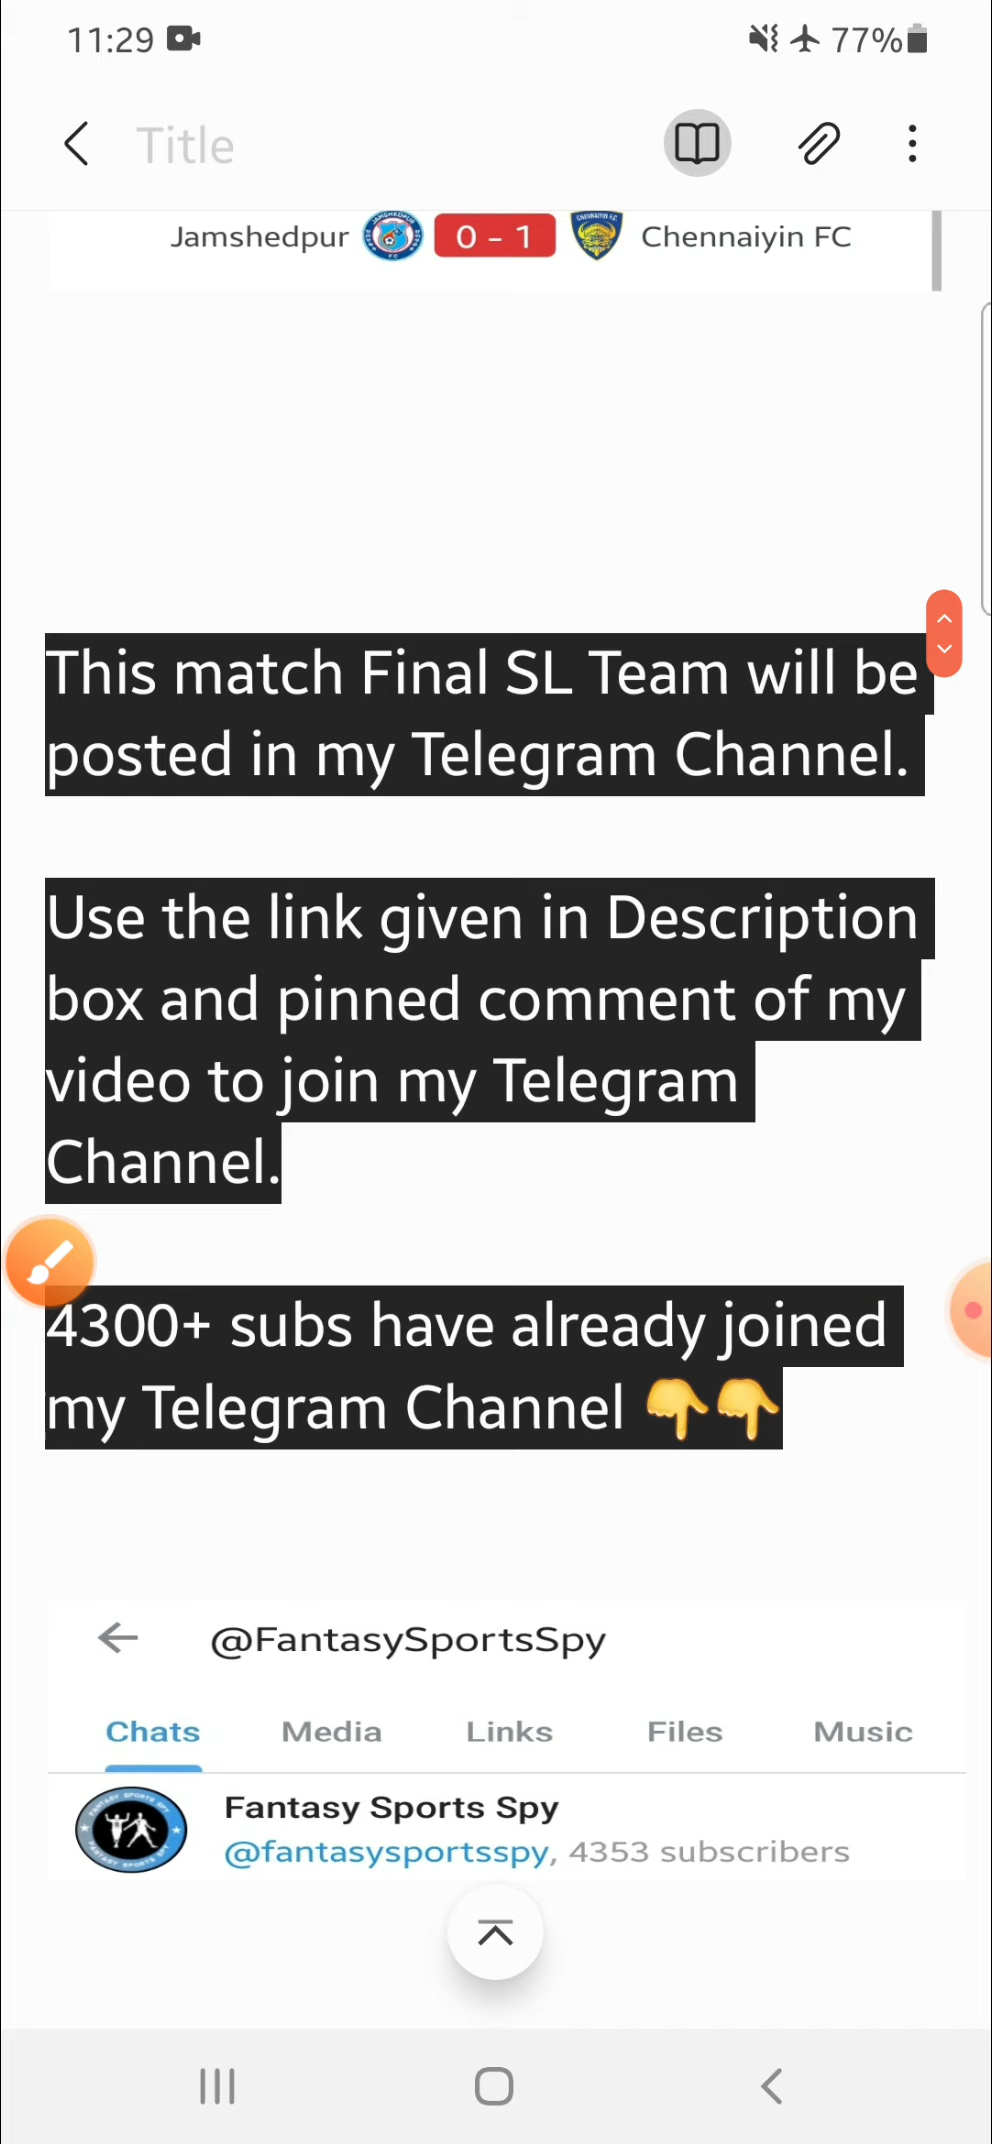 11:29 77%
Title
Jamshedpur 0 - 1 Chennaiyin FC
This match Final SL Team will be
posted in my Telegram Channel.
Use the link given in Description
box and pinned comment of my
video to join my Telegram
Channel.
4300+ subs have already joined
my Telegram Channel 👇👇
@FantasySportsSpy
Chats Media Links Files Music
Fantasy Sports Spy
@fantasysportsspy, 4353 subscribers